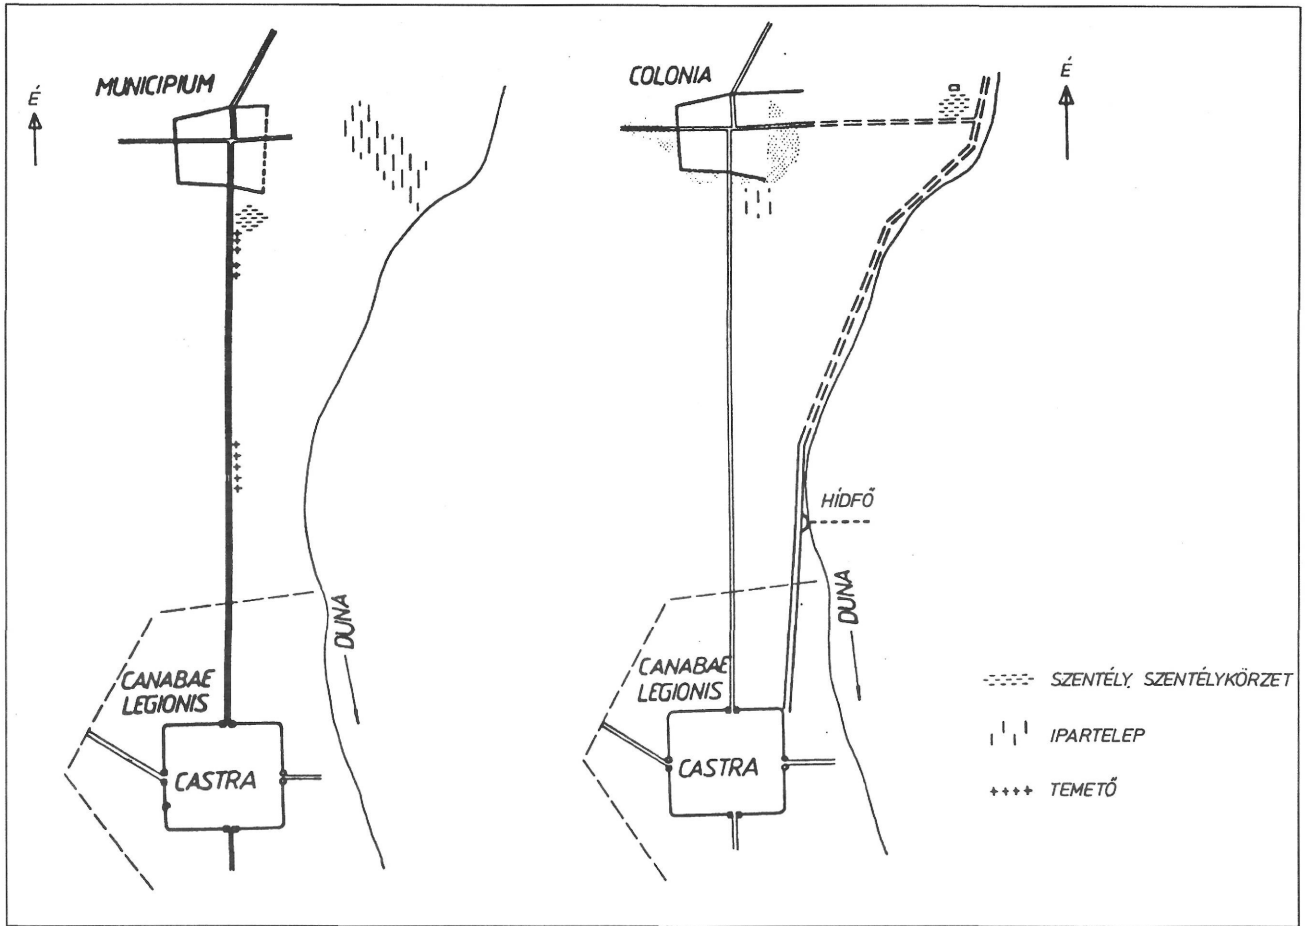 É
MUNICIPIUM
DUNA
CANABAE
LEGIONIS
CASTRA
COLONIA
É
HÍDFŐ
DUNA
CANABAE
LEGIONIS
CASTRA
SZENTÉLY, SZENTÉLYKÖRZET
IPARTELEP
TEMETŐ